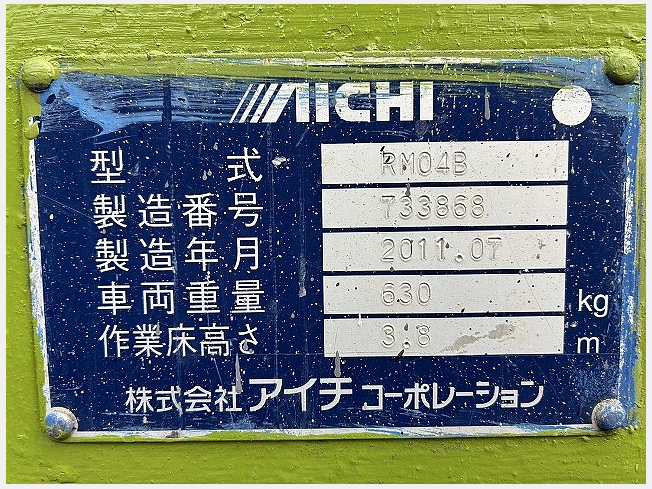 AICHI
型式 RM04B
製造番号 733868
製造年月 2011.07
車両重量 630 kg
作業床高さ 3.8 m
株式会社アイチコーポレーション